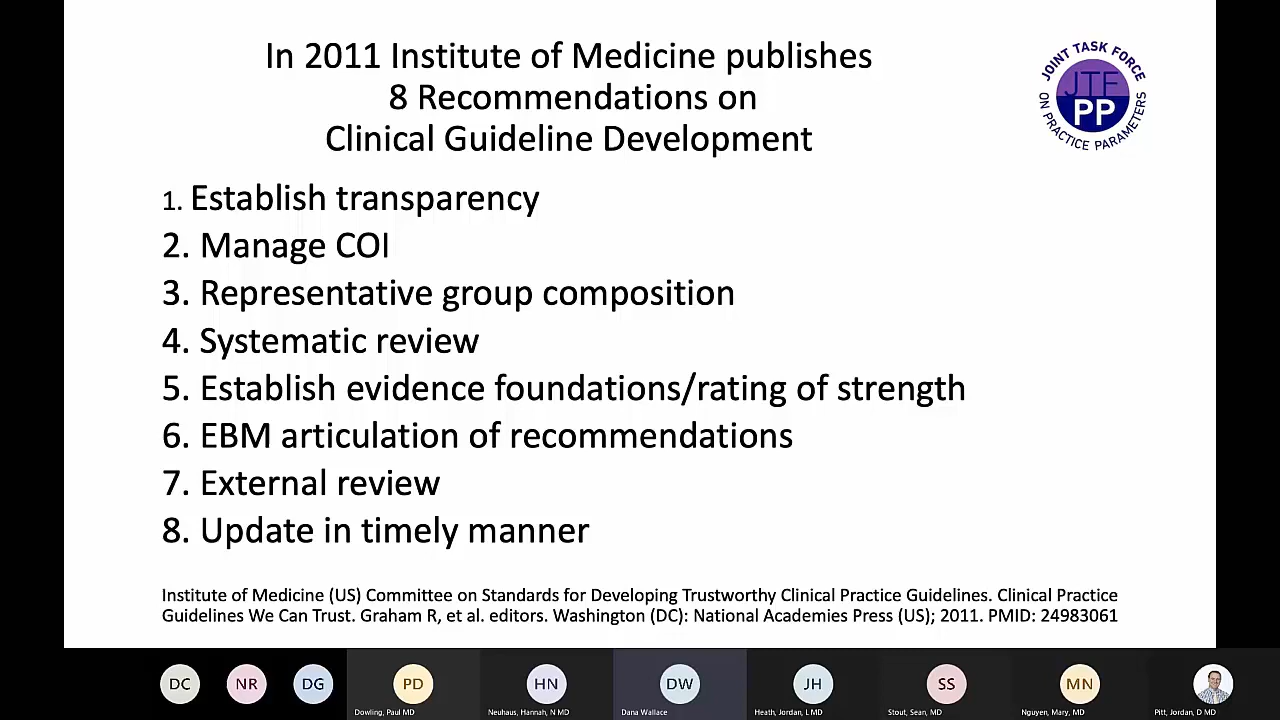 In 2011 Institute of Medicine publishes
8 Recommendations on
Clinical Guideline Development
JOINT TASK FORCE
JTF
PP
ON PRACTICE PARAMETERS
1. Establish transparency
2. Manage COI
3. Representative group composition
4. Systematic review
5. Establish evidence foundations/rating of strength
6. EBM articulation of recommendations
7. External review
8. Update in timely manner
Institute of Medicine (US) Committee on Standards for Developing Trustworthy Clinical Practice Guidelines. Clinical Practice
Guidelines We Can Trust. Graham R, et al. editors. Washington (DC): National Academies Press (US); 2011. PMID: 24983061
DC NR DG PD HN DW JH SS MN
Dowling, Paul MD Neuhaus, Hannah, N MD Dana Wallace Heath, Jordan, L MD Stout, Sean, MD Nguyen, Mary, MD Pitt, Jordan, D MD